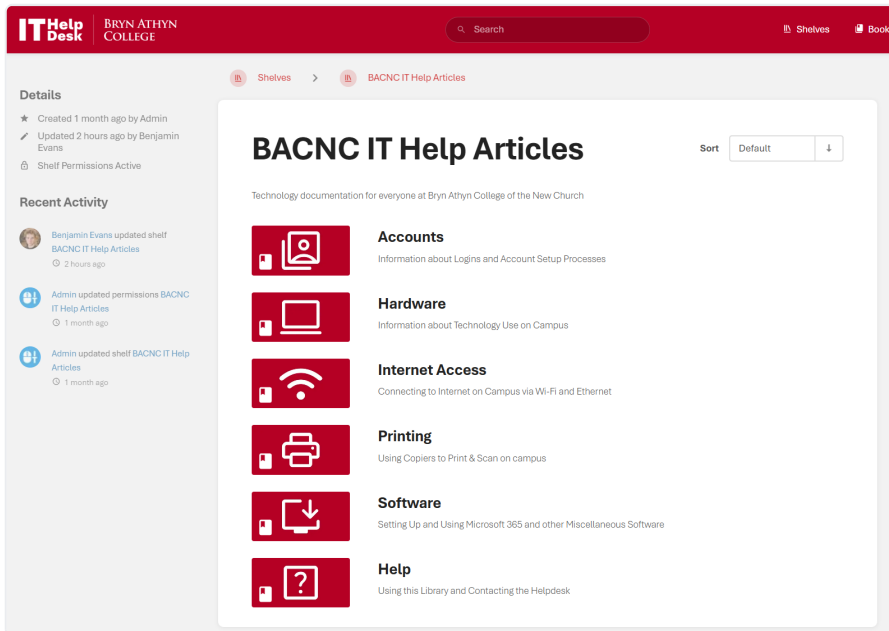 IT Help Desk
BRYN ATHYN
COLLEGE
Search
Shelves
Book
Shelves
BACNC IT Help Articles
Details
Created 1 month ago by Admin
Updated 2 hours ago by Benjamin
Evans
Shelf Permissions Active
Recent Activity
Benjamin Evans updated shelf
BACNC IT Help Articles
2 hours ago
Admin updated permissions BACNC
IT Help Articles
1 month ago
Admin updated shelf BACNC IT Help
Articles
1 month ago
BACNC IT Help Articles
Sort
Default
Technology documentation for everyone at Bryn Athyn College of the New Church
Accounts
Information about Logins and Account Setup Processes
Hardware
Information about Technology Use on Campus
Internet Access
Connecting to Internet on Campus via Wi-Fi and Ethernet
Printing
Using Copiers to Print & Scan on campus
Software
Setting Up and Using Microsoft 365 and other Miscellaneous Software
Help
Using this Library and Contacting the Helpdesk